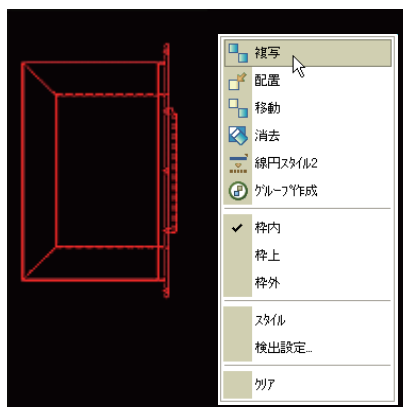 複写
配置
移動
消去
線円ｽﾀｲﾙ2
ｸﾞﾙｰﾌﾟ作成
枠内
枠上
枠外
ｽﾀｲﾙ
検出設定...
ｸﾘｱ